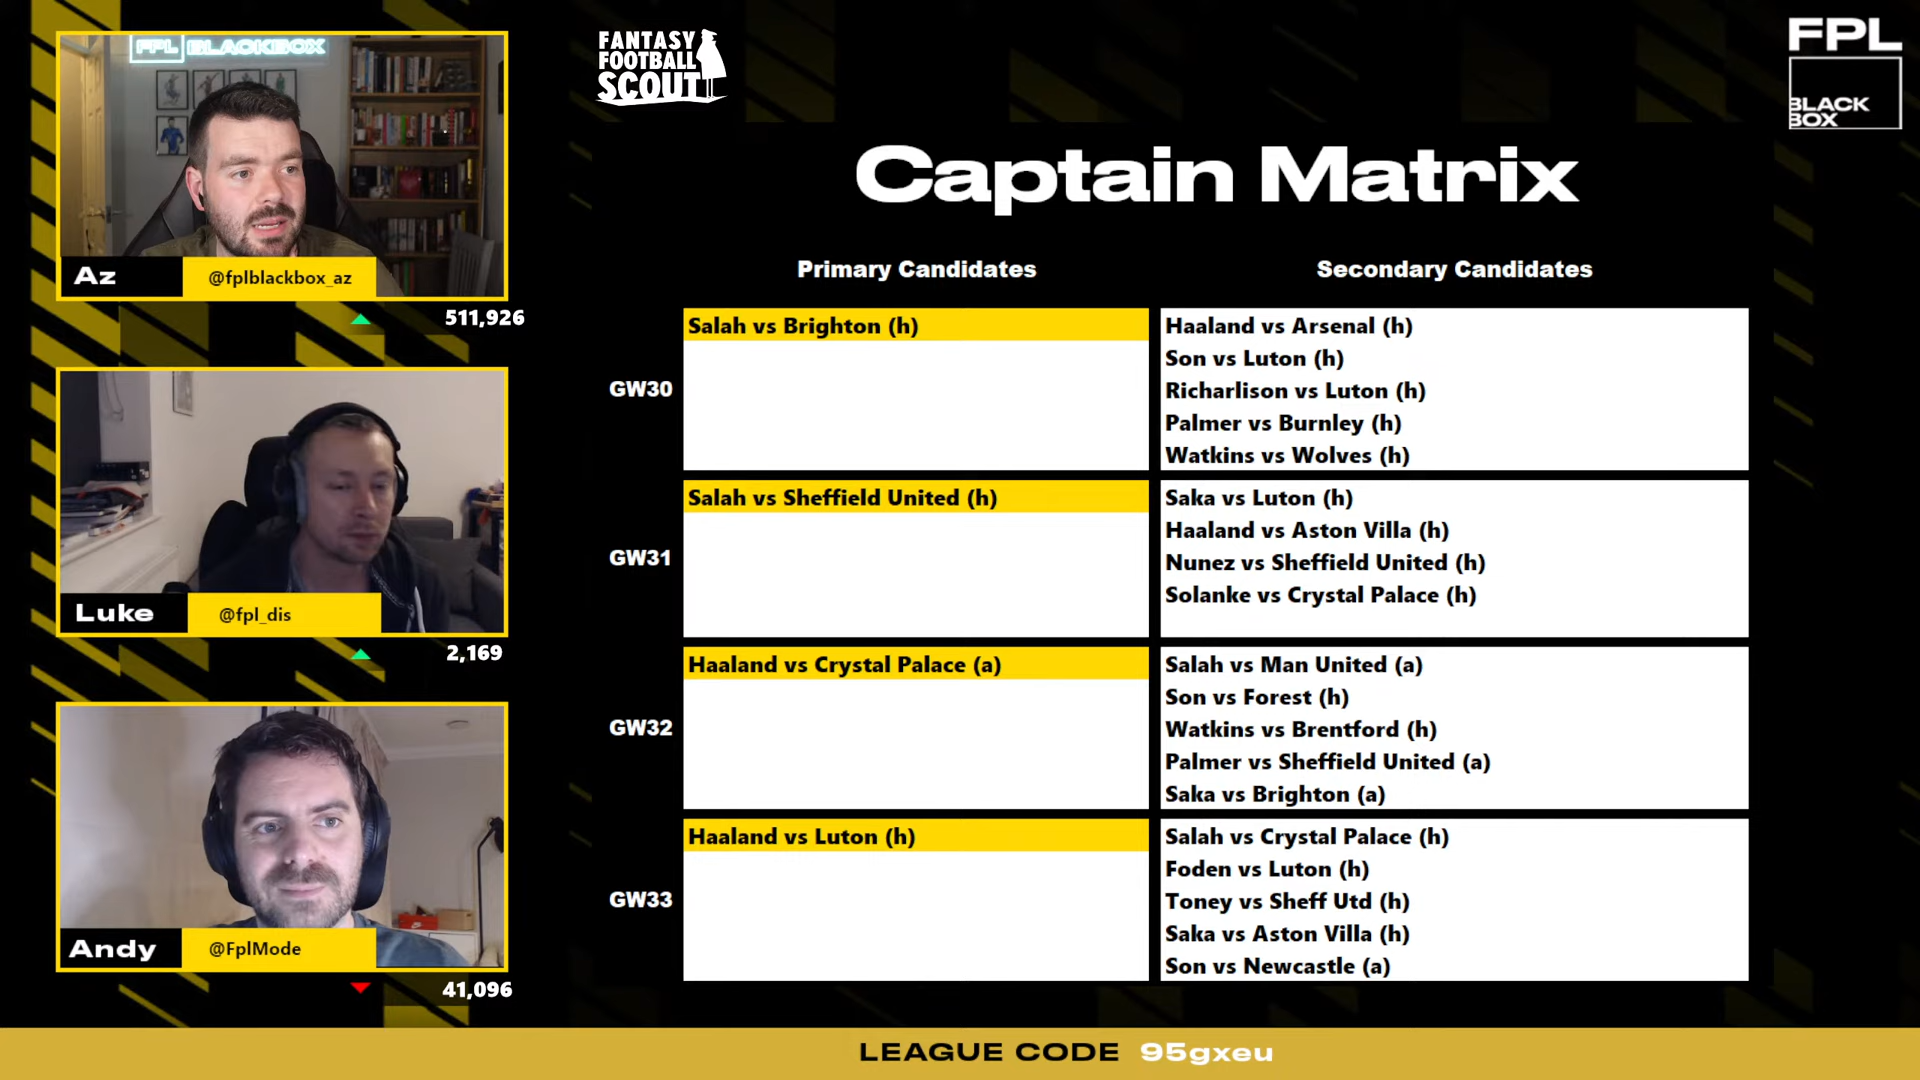 FPL BLACKBOX
Az
@fplblackbox_az
511,926
Luke
@fpl_dis
2,169
Andy
@FplMode
41,096
FANTASY
FOOTBALL
SCOUT
FPL
BLACK
BOX
Captain Matrix
Primary Candidates
Secondary Candidates
GW30
Salah vs Brighton (h)
Haaland vs Arsenal (h)
Son vs Luton (h)
Richarlison vs Luton (h)
Palmer vs Burnley (h)
Watkins vs Wolves (h)
GW31
Salah vs Sheffield United (h)
Saka vs Luton (h)
Haaland vs Aston Villa (h)
Nunez vs Sheffield United (h)
Solanke vs Crystal Palace (h)
GW32
Haaland vs Crystal Palace (a)
Salah vs Man United (a)
Son vs Forest (h)
Watkins vs Brentford (h)
Palmer vs Sheffield United (a)
Saka vs Brighton (a)
GW33
Haaland vs Luton (h)
Salah vs Crystal Palace (h)
Foden vs Luton (h)
Toney vs Sheff Utd (h)
Saka vs Aston Villa (h)
Son vs Newcastle (a)
LEAGUE CODE 95gxeu